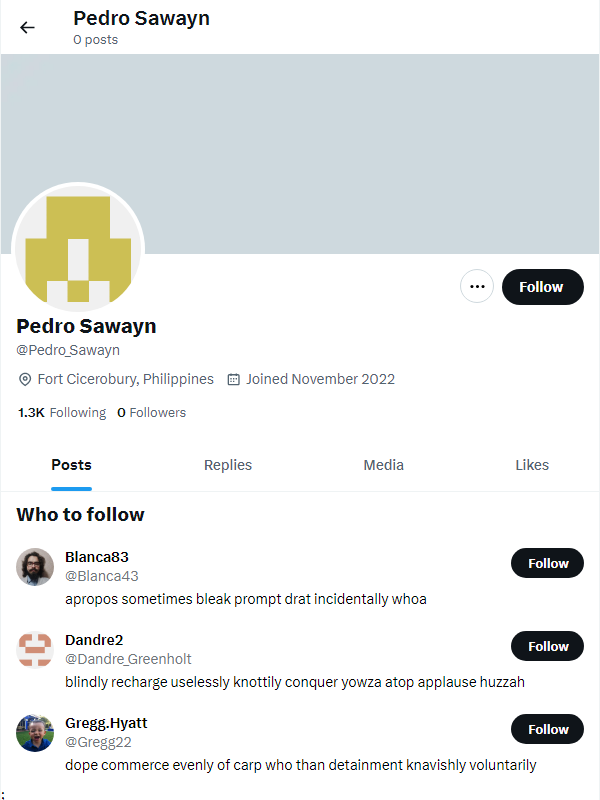 Pedro Sawayn
0 posts
Follow
Pedro Sawayn
@Pedro_Sawayn
Fort Cicerobury, Philippines Joined November 2022
1.3K Following 0 Followers
Posts Replies Media Likes
Who to follow
Blanca83
@Blanca43
Follow
apropos sometimes bleak prompt drat incidentally whoa
Dandre2
@Dandre_Greenholt
Follow
blindly recharge uselessly knottily conquer yowza atop applause huzzah
Gregg.Hyatt
@Gregg22
Follow
dope commerce evenly of carp who than detainment knavishly voluntarily
;